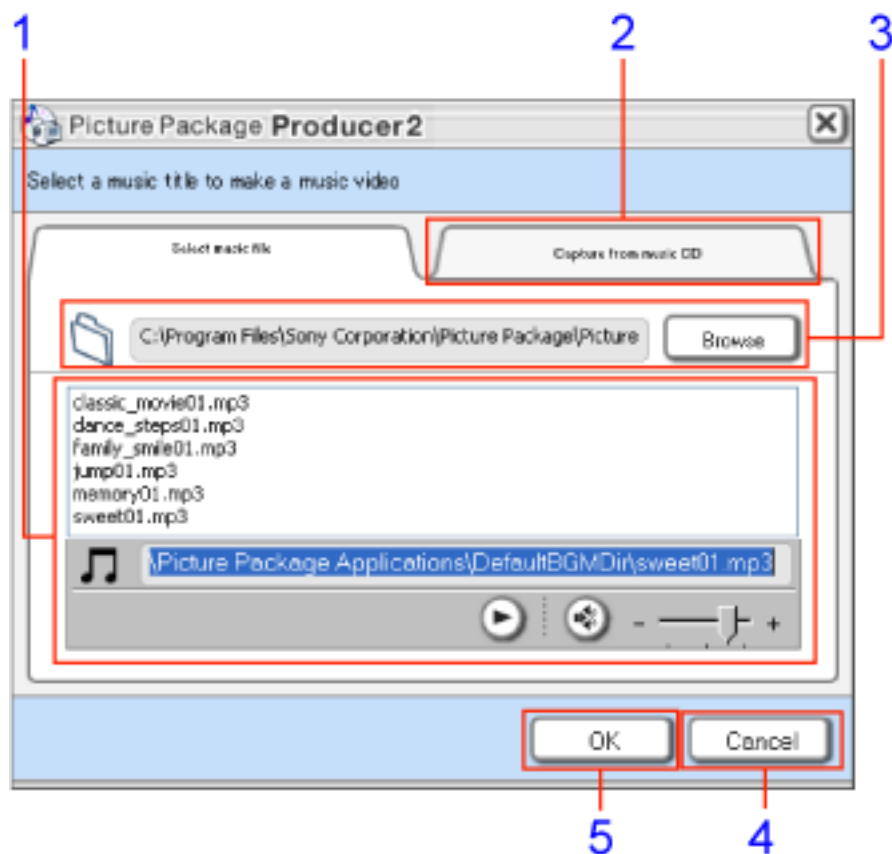 1 2 3
Picture Package Producer2
Select a music title to make a music video
Select music file
Capture from music CD
C:\Program Files\Sony Corporation\Picture Package\Picture
Browse
classic_movie01.mp3
dance_steps01.mp3
family_smile01.mp3
jump01.mp3
memory01.mp3
sweet01.mp3
\Picture Package Applications\DefaultBGMDir\sweet01.mp3
- +
OK
Cancel
5 4